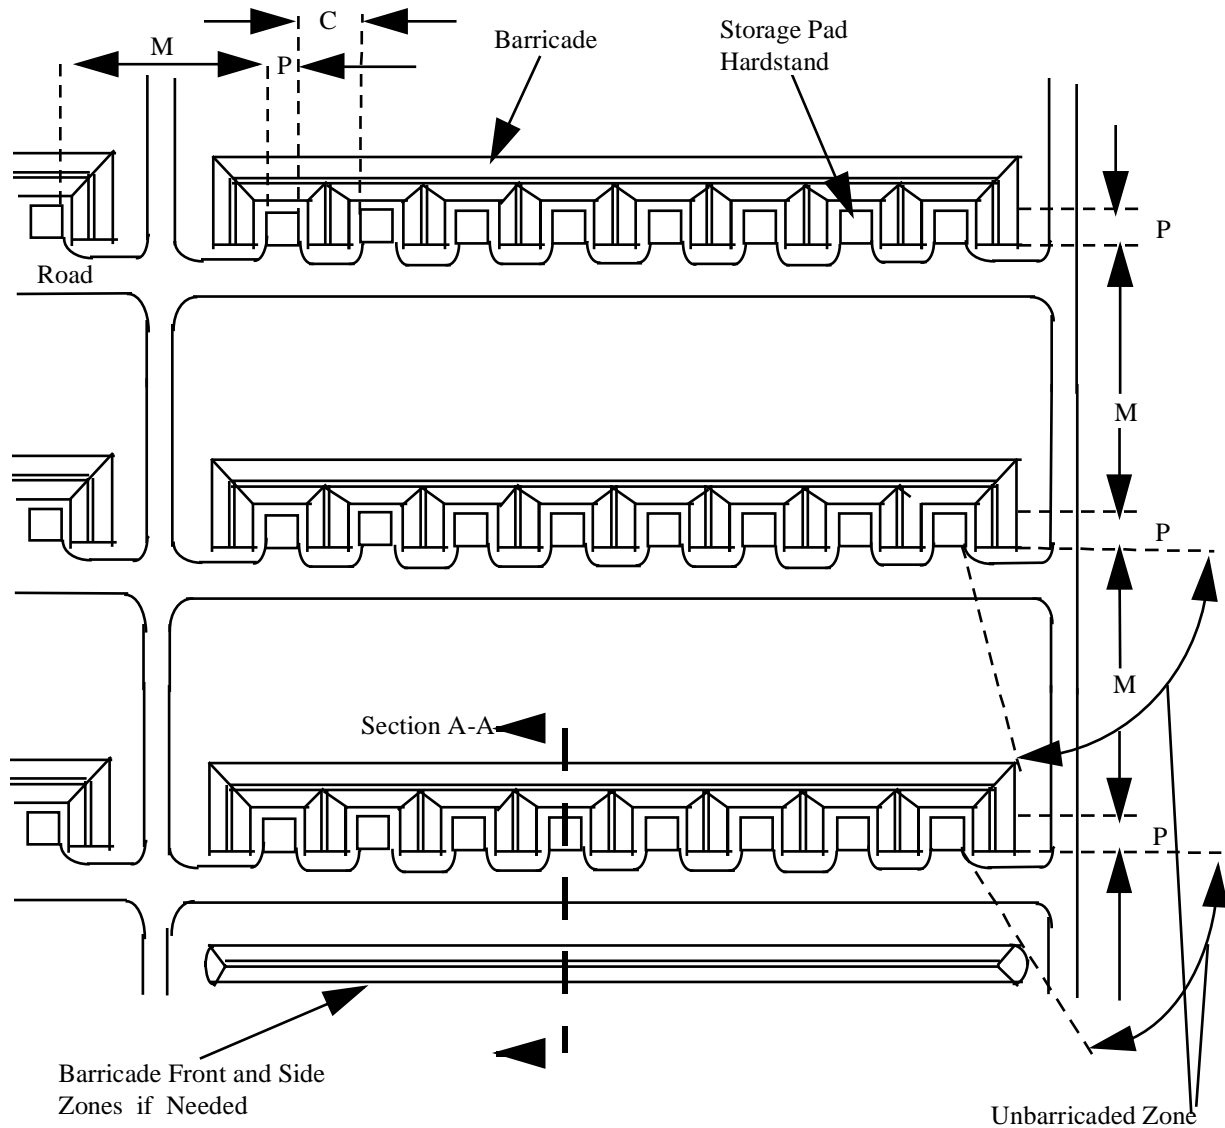 C
Storage Pad
Hardstand
M
Barricade
P
P
Road
M
P
M
Section A-A
P
Barricade Front and Side
Zones if Needed
Unbarricaded Zone